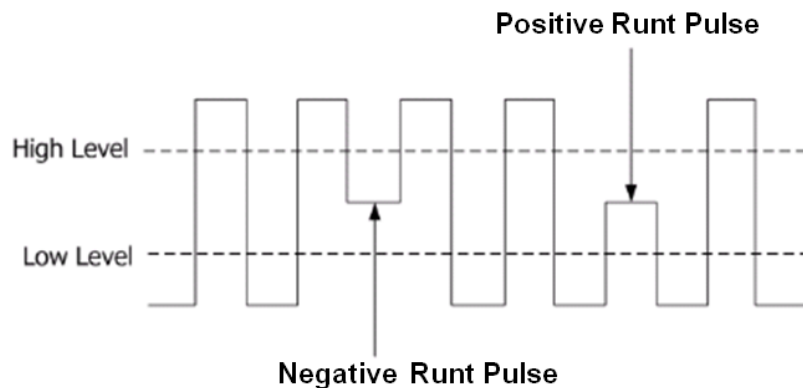 Positive Runt Pulse
High Level
Low Level
Negative Runt Pulse